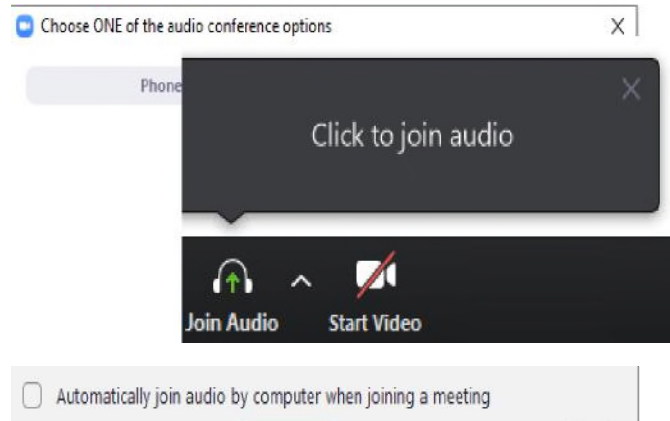 Choose ONE of the audio conference options
Phone
Click to join audio
Join Audio
Start Video
Automatically join audio by computer when joining a meeting